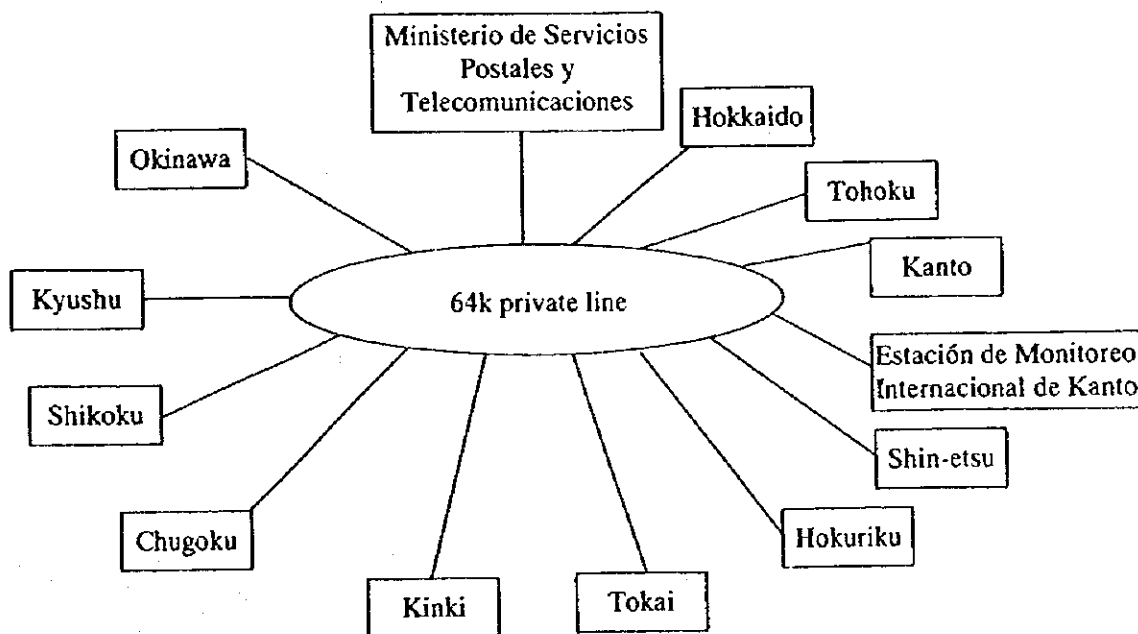 Ministerio de Servicios
Postales y
Telecomunicaciones
Hokkaido
Okinawa
Tohoku
Kanto
Kyushu
64k private line
Estación de Monitoreo
Internacional de Kanto
Shikoku
Shin-etsu
Chugoku
Hokuriku
Kinki
Tokai